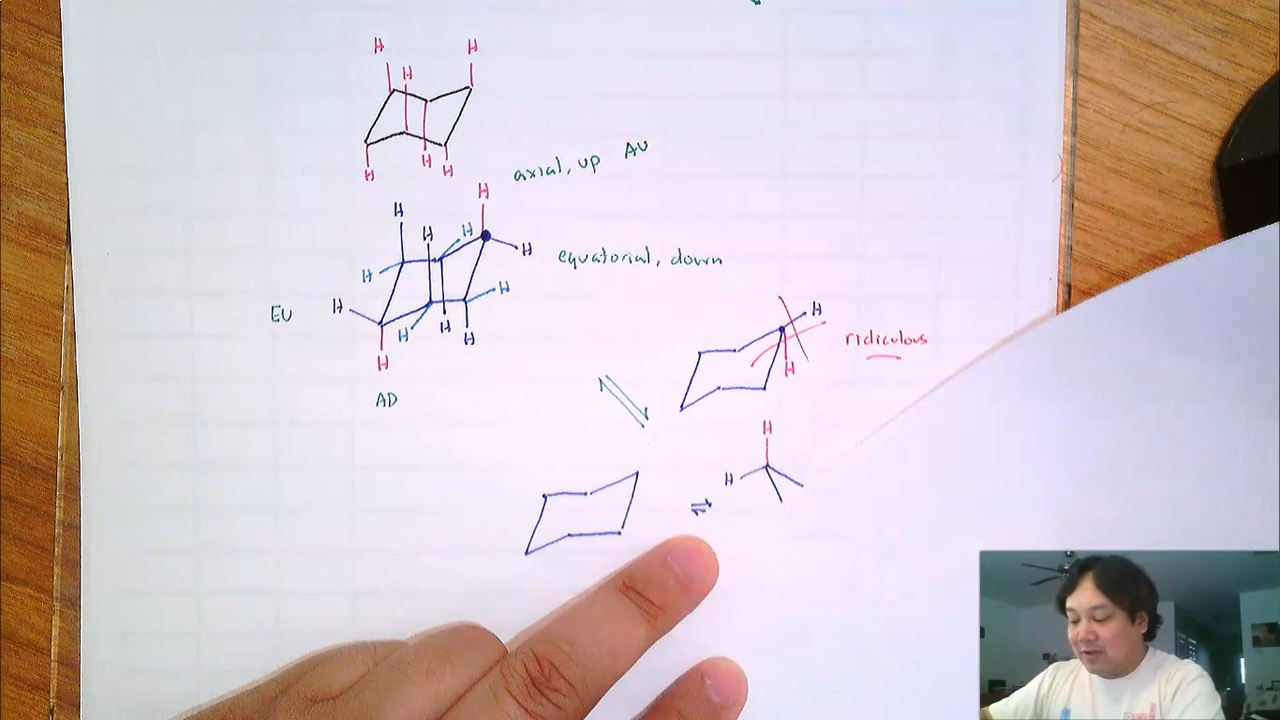 H H
H
H H H
axial, up AU
H
H H H H
equatorial, down
H H
EU H H
H H H
H
AD
H
ridiculous
H
H
H